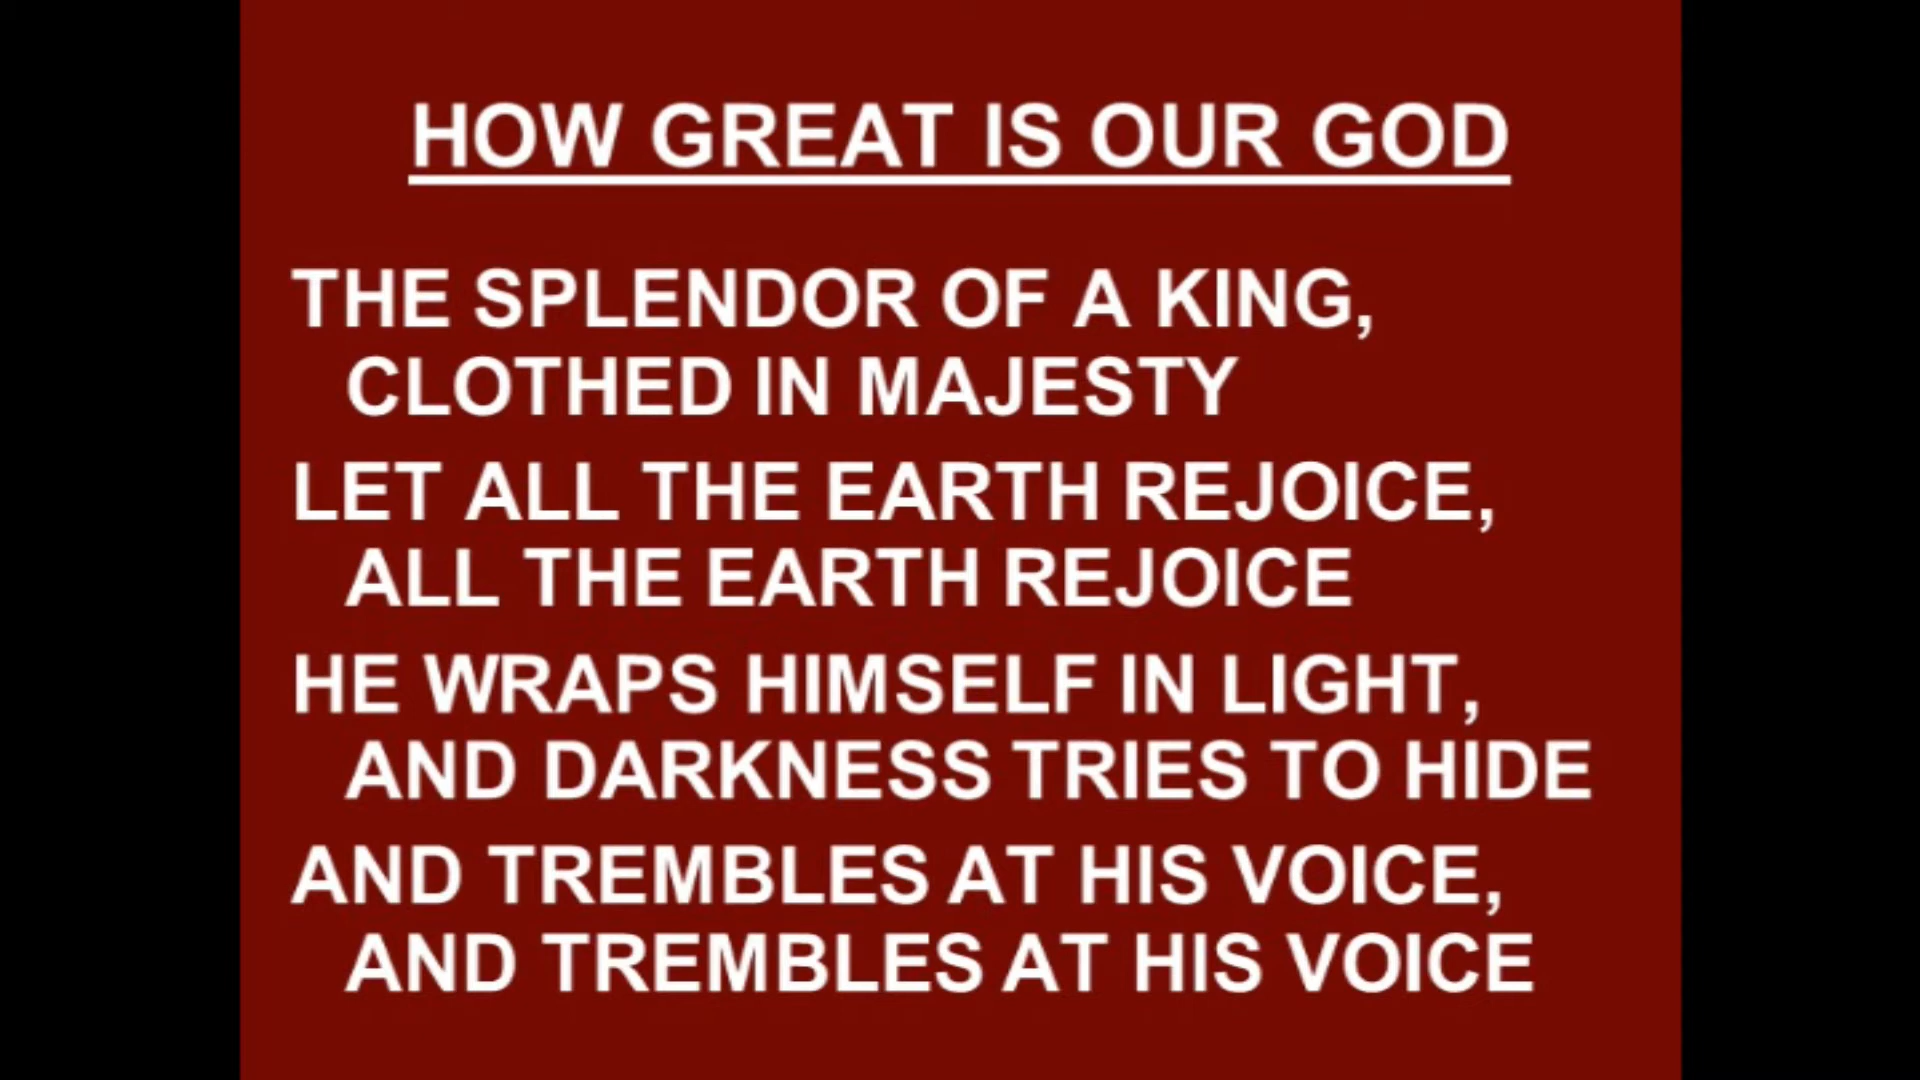 HOW GREAT IS OUR GOD
THE SPLENDOR OF A KING,
CLOTHED IN MAJESTY
LET ALL THE EARTH REJOICE,
ALL THE EARTH REJOICE
HE WRAPS HIMSELF IN LIGHT,
AND DARKNESS TRIES TO HIDE
AND TREMBLES AT HIS VOICE,
AND TREMBLES AT HIS VOICE